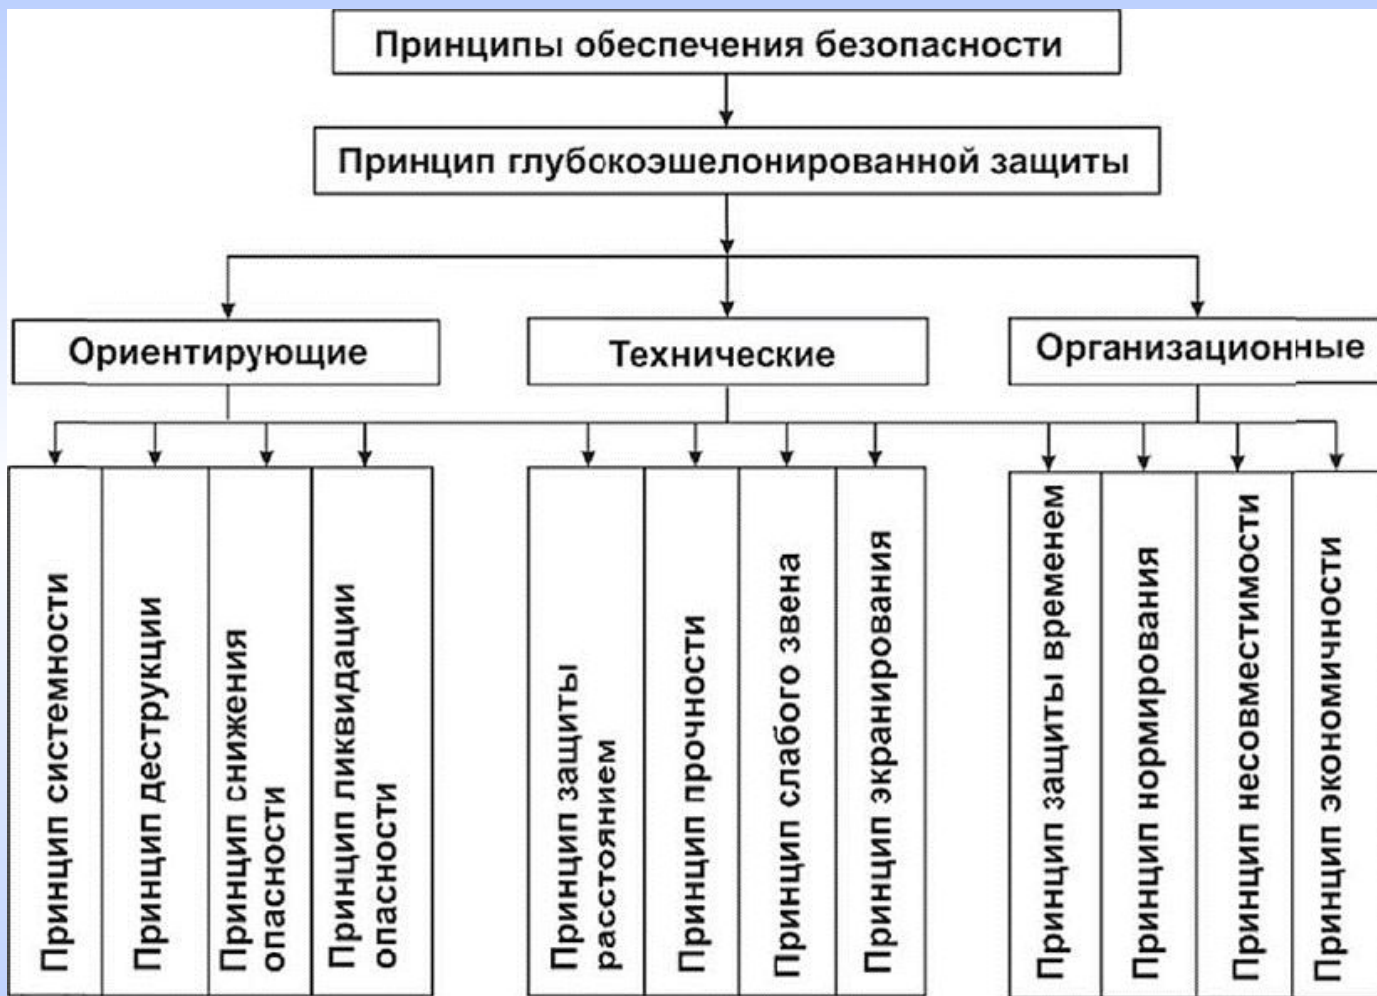 Принципы обеспечения безопасности
Принцип глубокоэшелонированной защиты
Ориентирующие
Технические
Организационные
Принцип системности
Принцип деструкции
Принцип снижения
опасности
Принцип ликвидации
опасности
Принцип защиты
расстоянием
Принцип прочности
Принцип слабого звена
Принцип экранирования
Принцип защиты временем
Принцип нормирования
Принцип несовместимости
Принцип экономичности